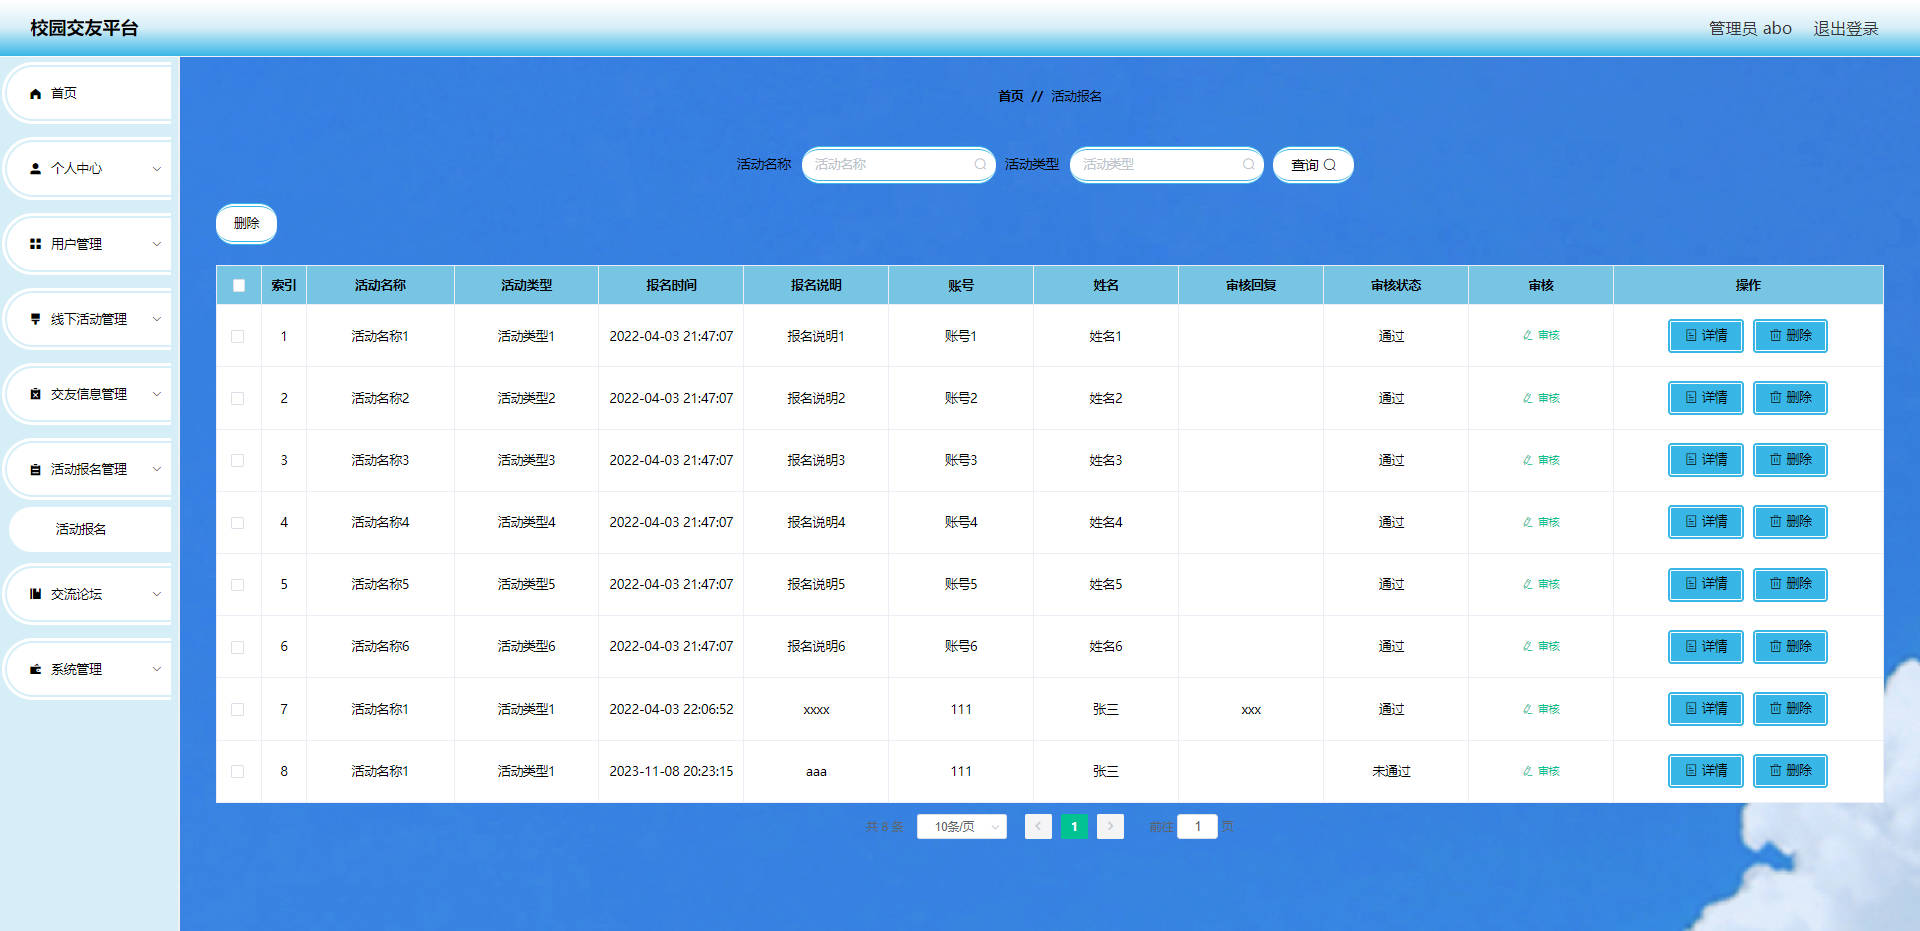 校园交友平台
管理员 abo 退出登录
首页
个人中心
用户管理
线下活动管理
交友信息管理
活动报名管理
活动报名
交流论坛
系统管理
首页 // 活动报名
活动名称 活动名称 活动类型 活动类型 查询
删除
索引 活动名称 活动类型 报名时间 报名说明 账号 姓名 审核回复 审核状态 审核 操作
1 活动名称1 活动类型1 2022-04-03 21:47:07 报名说明1 账号1 姓名1 通过 审核 详情 删除
2 活动名称2 活动类型2 2022-04-03 21:47:07 报名说明2 账号2 姓名2 通过 审核 详情 删除
3 活动名称3 活动类型3 2022-04-03 21:47:07 报名说明3 账号3 姓名3 通过 审核 详情 删除
4 活动名称4 活动类型4 2022-04-03 21:47:07 报名说明4 账号4 姓名4 通过 审核 详情 删除
5 活动名称5 活动类型5 2022-04-03 21:47:07 报名说明5 账号5 姓名5 通过 审核 详情 删除
6 活动名称6 活动类型6 2022-04-03 21:47:07 报名说明6 账号6 姓名6 通过 审核 详情 删除
7 活动名称1 活动类型1 2022-04-03 22:06:52 xxxx 111 张三 xxx 通过 审核 详情 删除
8 活动名称1 活动类型1 2023-11-08 20:23:15 aaa 111 张三 未通过 审核 详情 删除
共 8 条 10条/页 1 前往 1 页